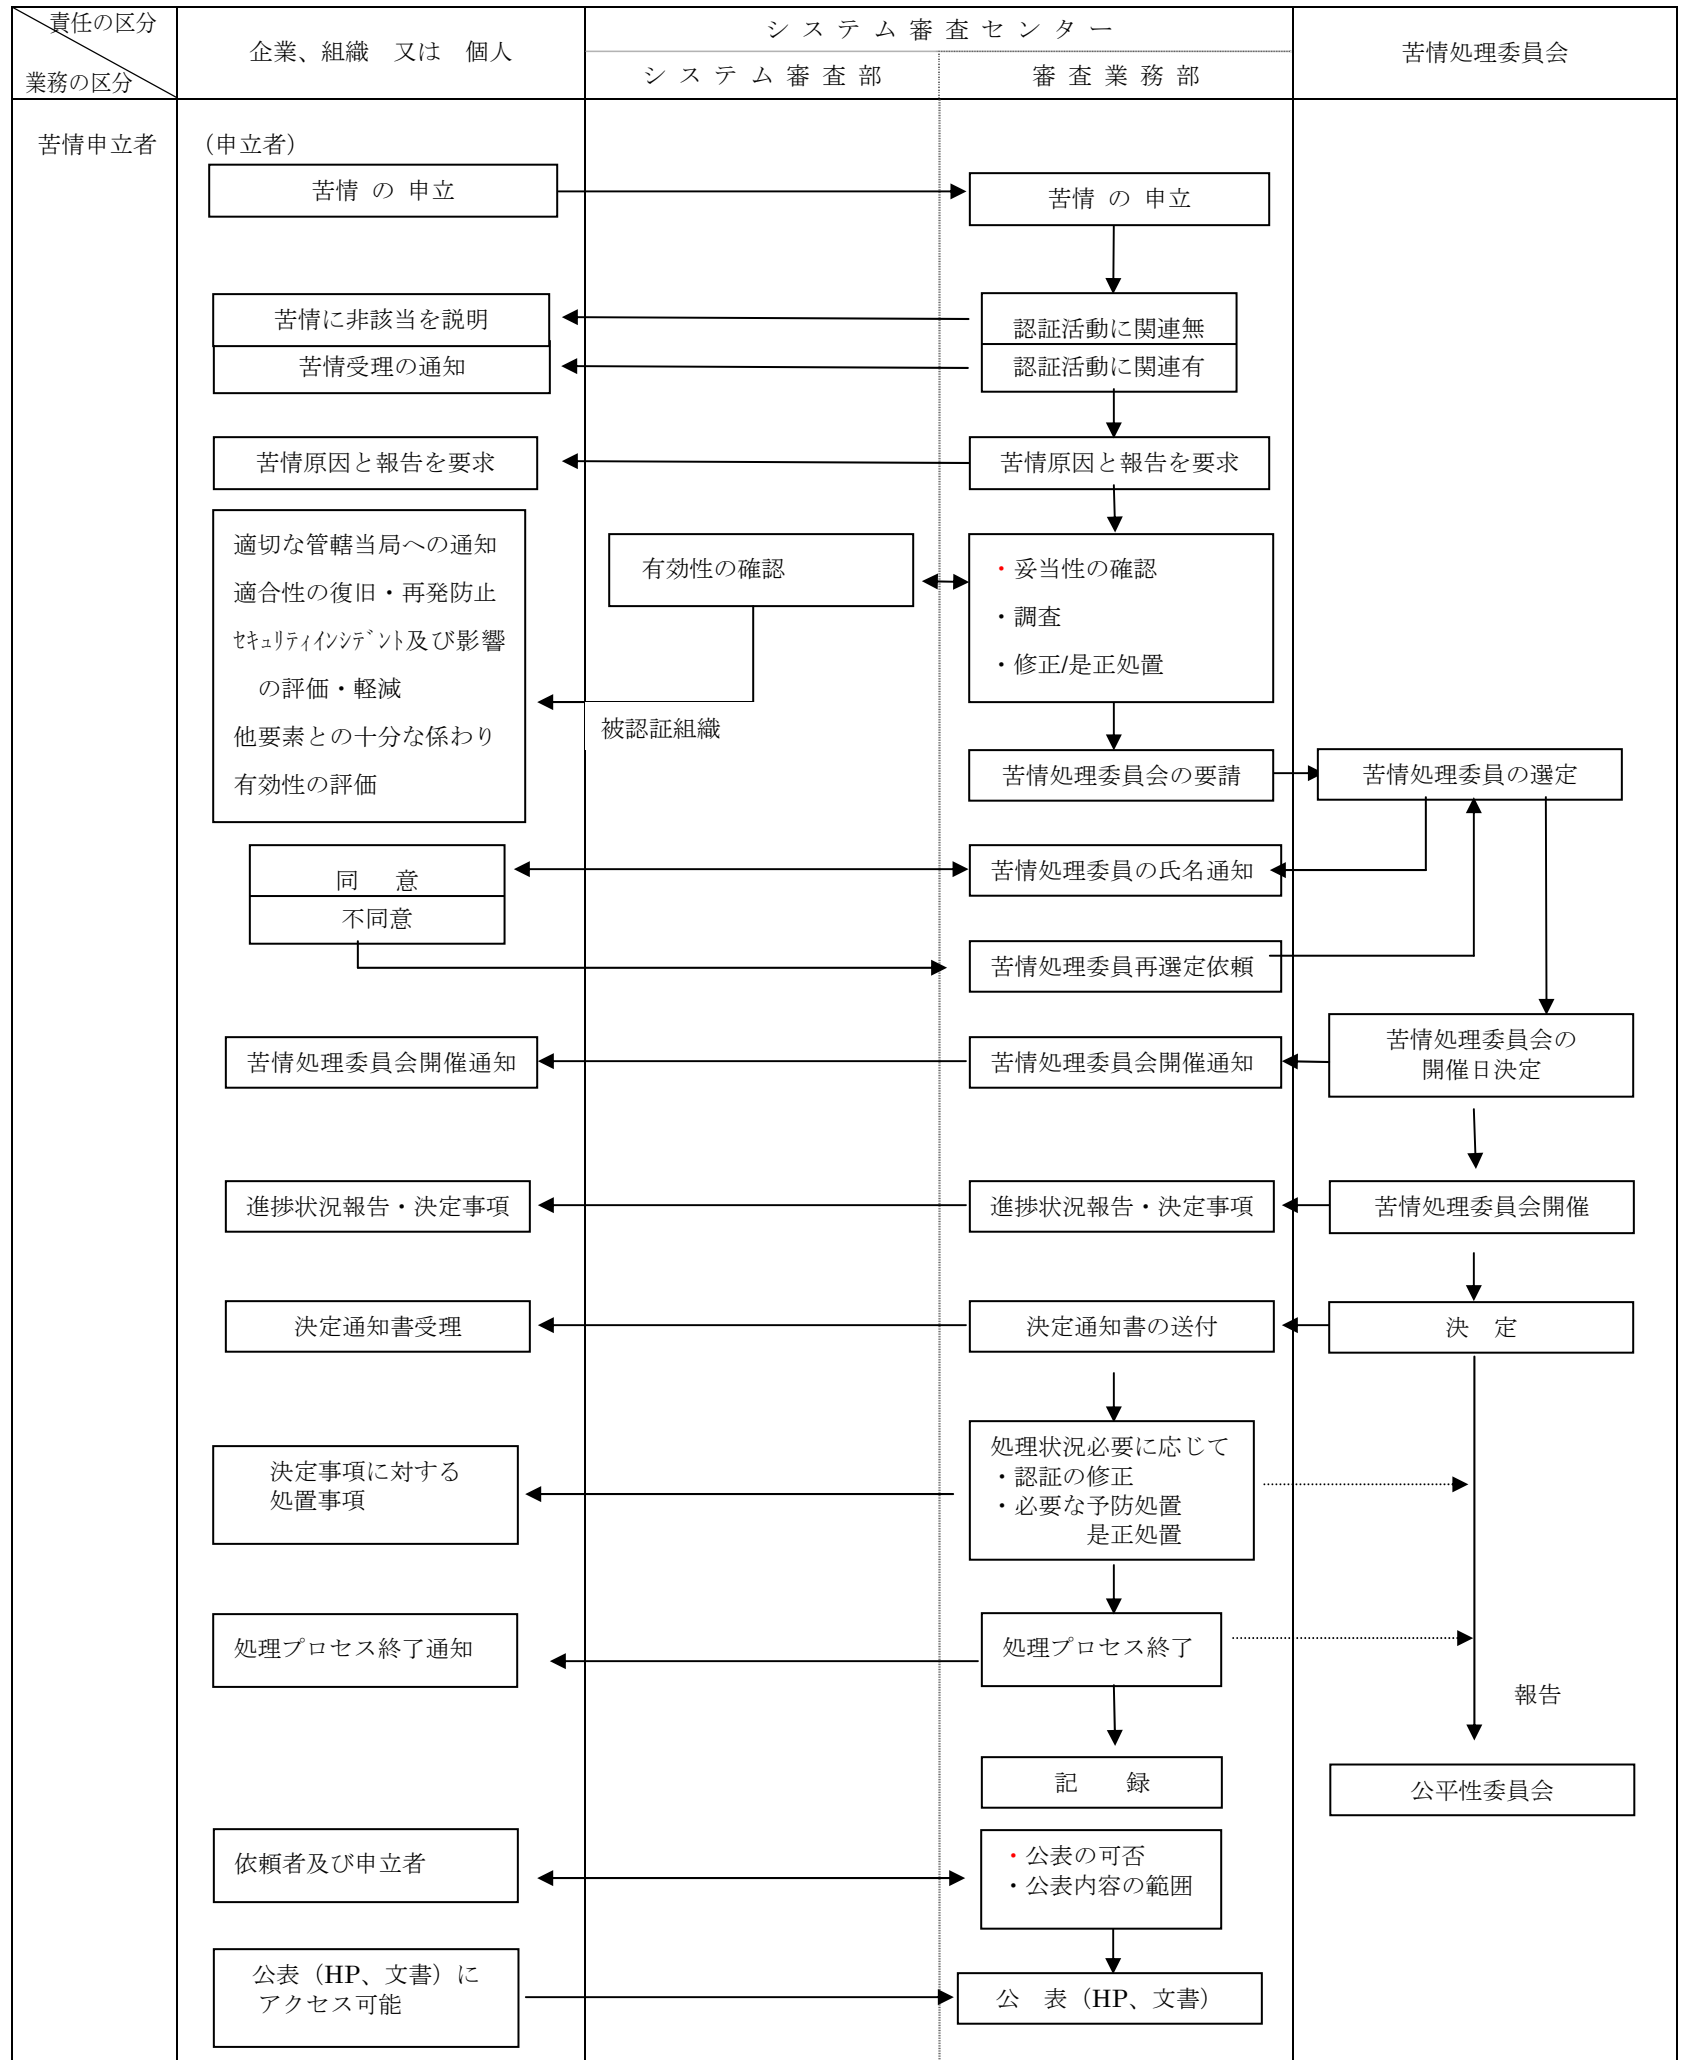 責任の区分
業務の区分
企業、組織　又は　個人
システム審査センター
システム審査部
審査業務部
苦情処理委員会
苦情申立者
（申立者）
苦情 の 申立
苦情 の 申立
苦情に非該当を説明
認証活動に関連無
苦情受理の通知
認証活動に関連有
苦情原因と報告を要求
苦情原因と報告を要求
適切な管轄当局への通知
適合性の復旧・再発防止
ｾｷｭﾘﾃｨｲﾝｼﾃﾞﾝﾄ及び影響
の評価・軽減
他要素との十分な係わり
有効性の評価
有効性の確認
・妥当性の確認
・調査
・修正/是正処置
被認証組織
苦情処理委員会の要請
苦情処理委員の選定
同　意
不同意
苦情処理委員の氏名通知
苦情処理委員再選定依頼
苦情処理委員会開催通知
苦情処理委員会開催通知
苦情処理委員会の
開催日決定
進捗状況報告・決定事項
進捗状況報告・決定事項
苦情処理委員会開催
決定通知書受理
決定通知書の送付
決　定
決定事項に対する
処置事項
処理状況必要に応じて
・認証の修正
・必要な予防処置
是正処置
処理プロセス終了通知
処理プロセス終了
報告
記　　録
公平性委員会
依頼者及び申立者
・公表の可否
・公表内容の範囲
公表（HP、文書）に
アクセス可能
公　表（HP、文書）